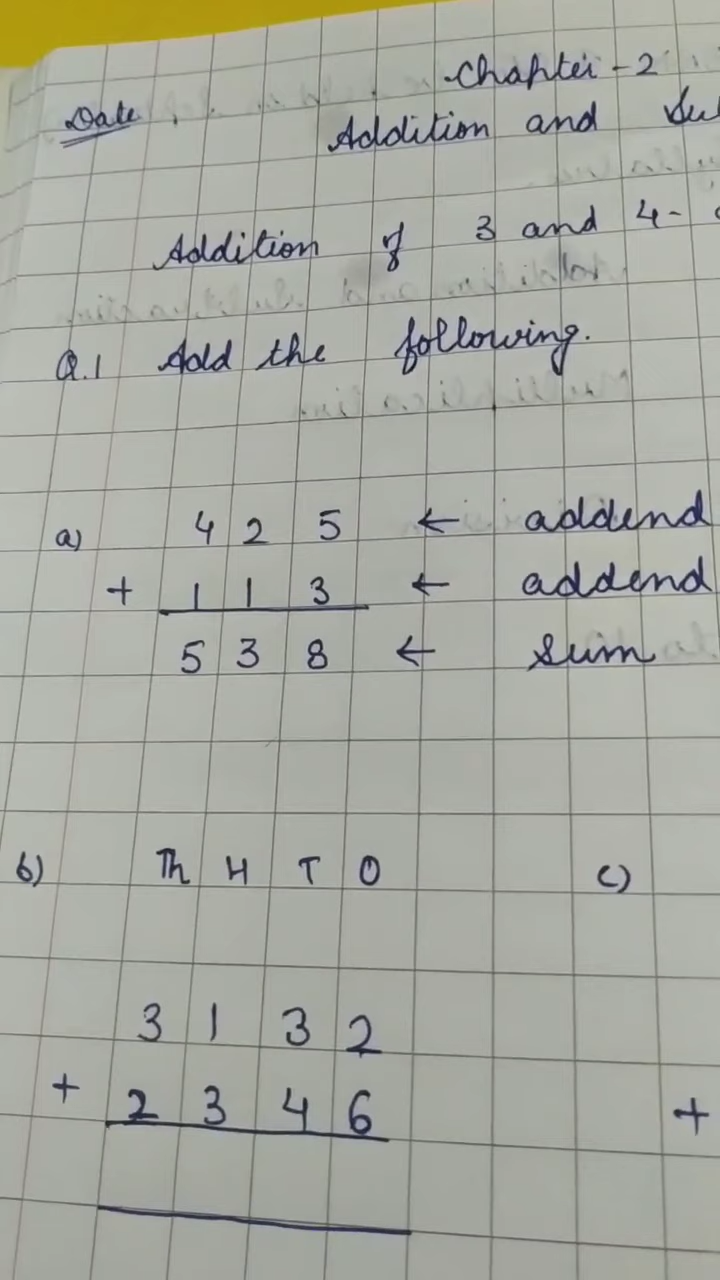 Chapter - 2
Date
Addition and
Addition of 3 and 4-
Q.1 Add the following.
a) 4 2 5 ← addend
+ 1 1 3 ← addend
5 3 8 ← sum
b) Th H T O c)
3 1 3 2
+ 2 3 4 6 +